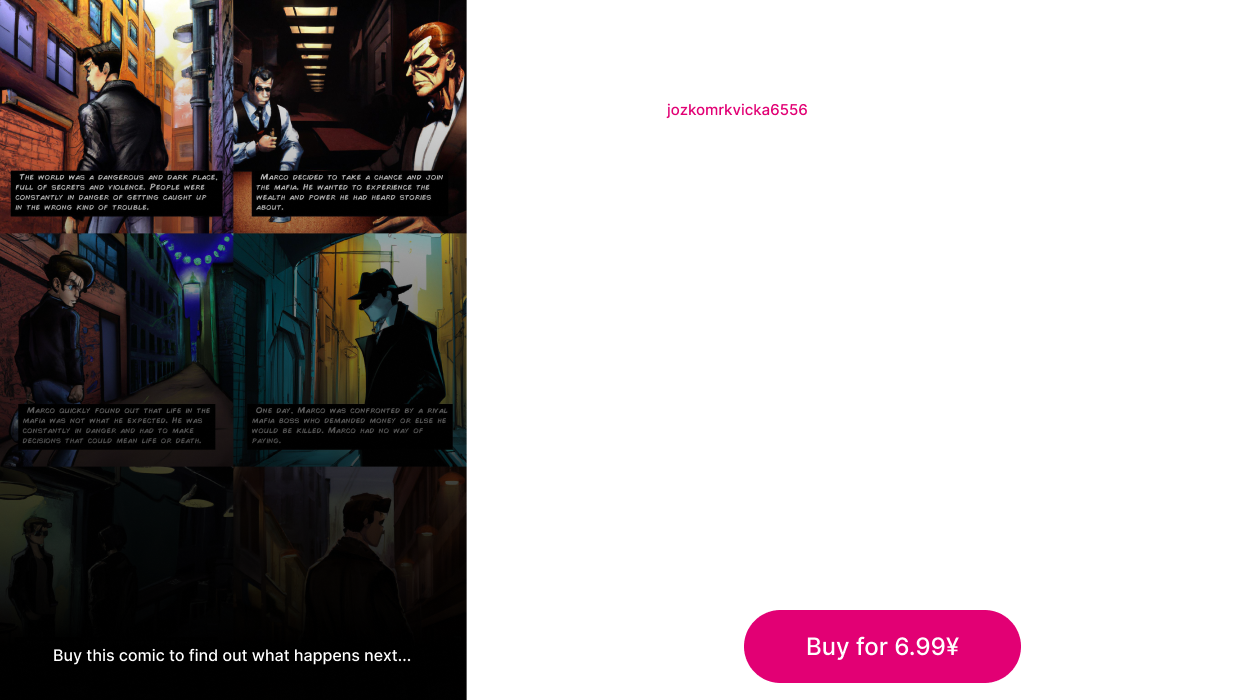 The world was a dangerous and dark place,
full of secrets and violence. People were
constantly in danger of getting caught up
in the wrong kind of trouble.
Marco decided to take a chance and join
the mafia. He wanted to experience the
wealth and power he had heard stories
about.
Marco quickly found out that life in the
mafia was not what he expected. He was
constantly in danger and had to make
decisions that could mean life or death.
One day, Marco was confronted by a rival
mafia boss who demanded money or else he
would be killed. Marco had no way of
paying.
Buy this comic to find out what happens next...
jozkomrkvicka6556
Buy for 6.99¥